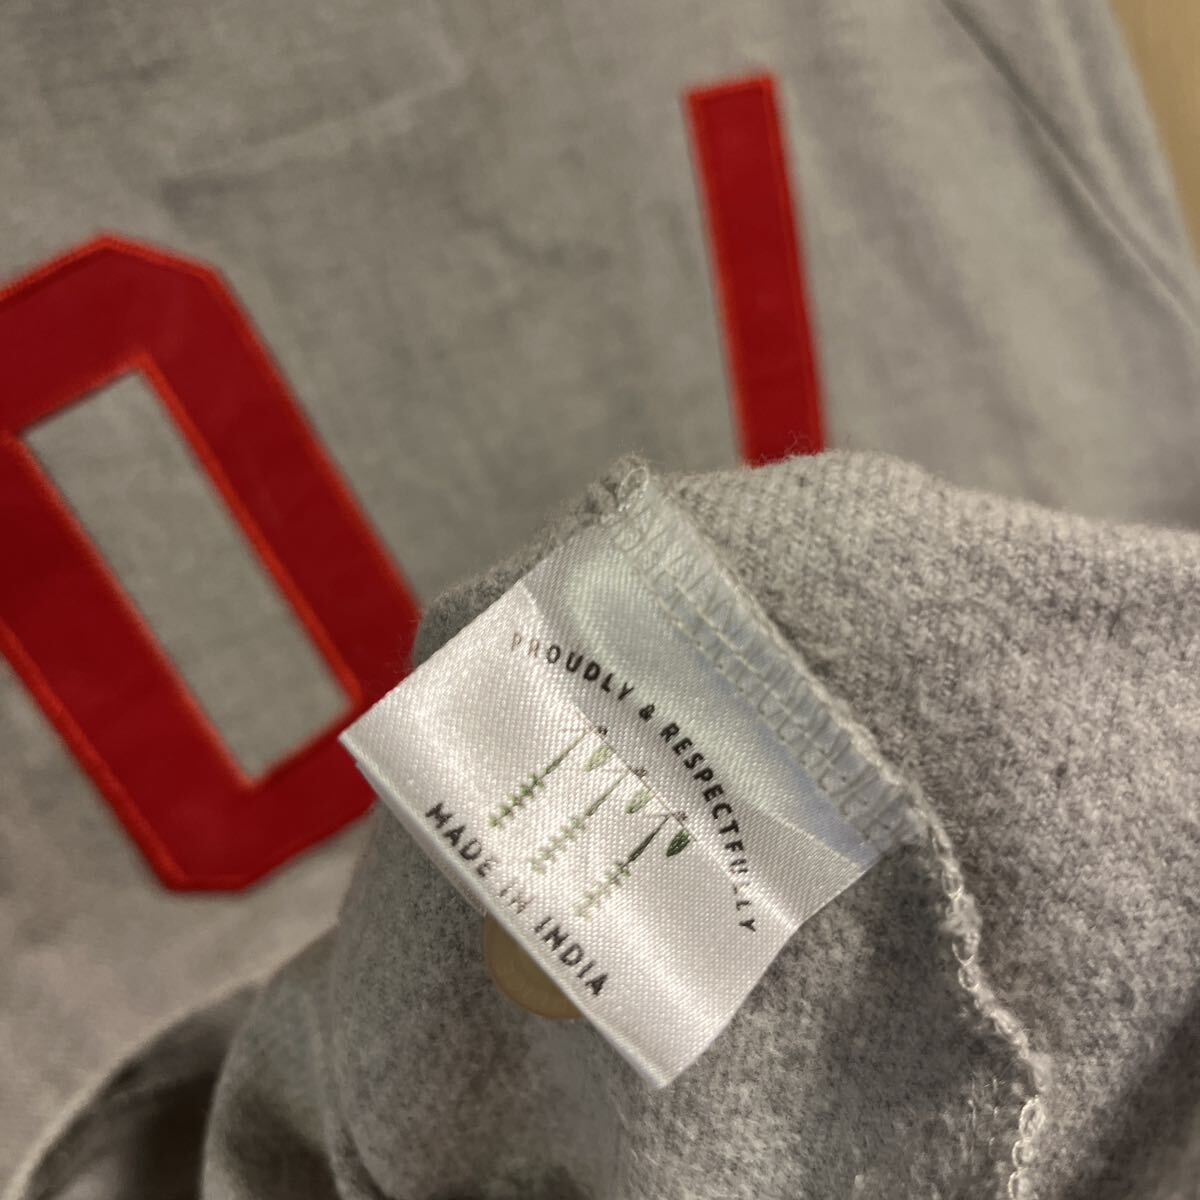 PROUDLY & RESPECTFULLY
MADE IN INDIA